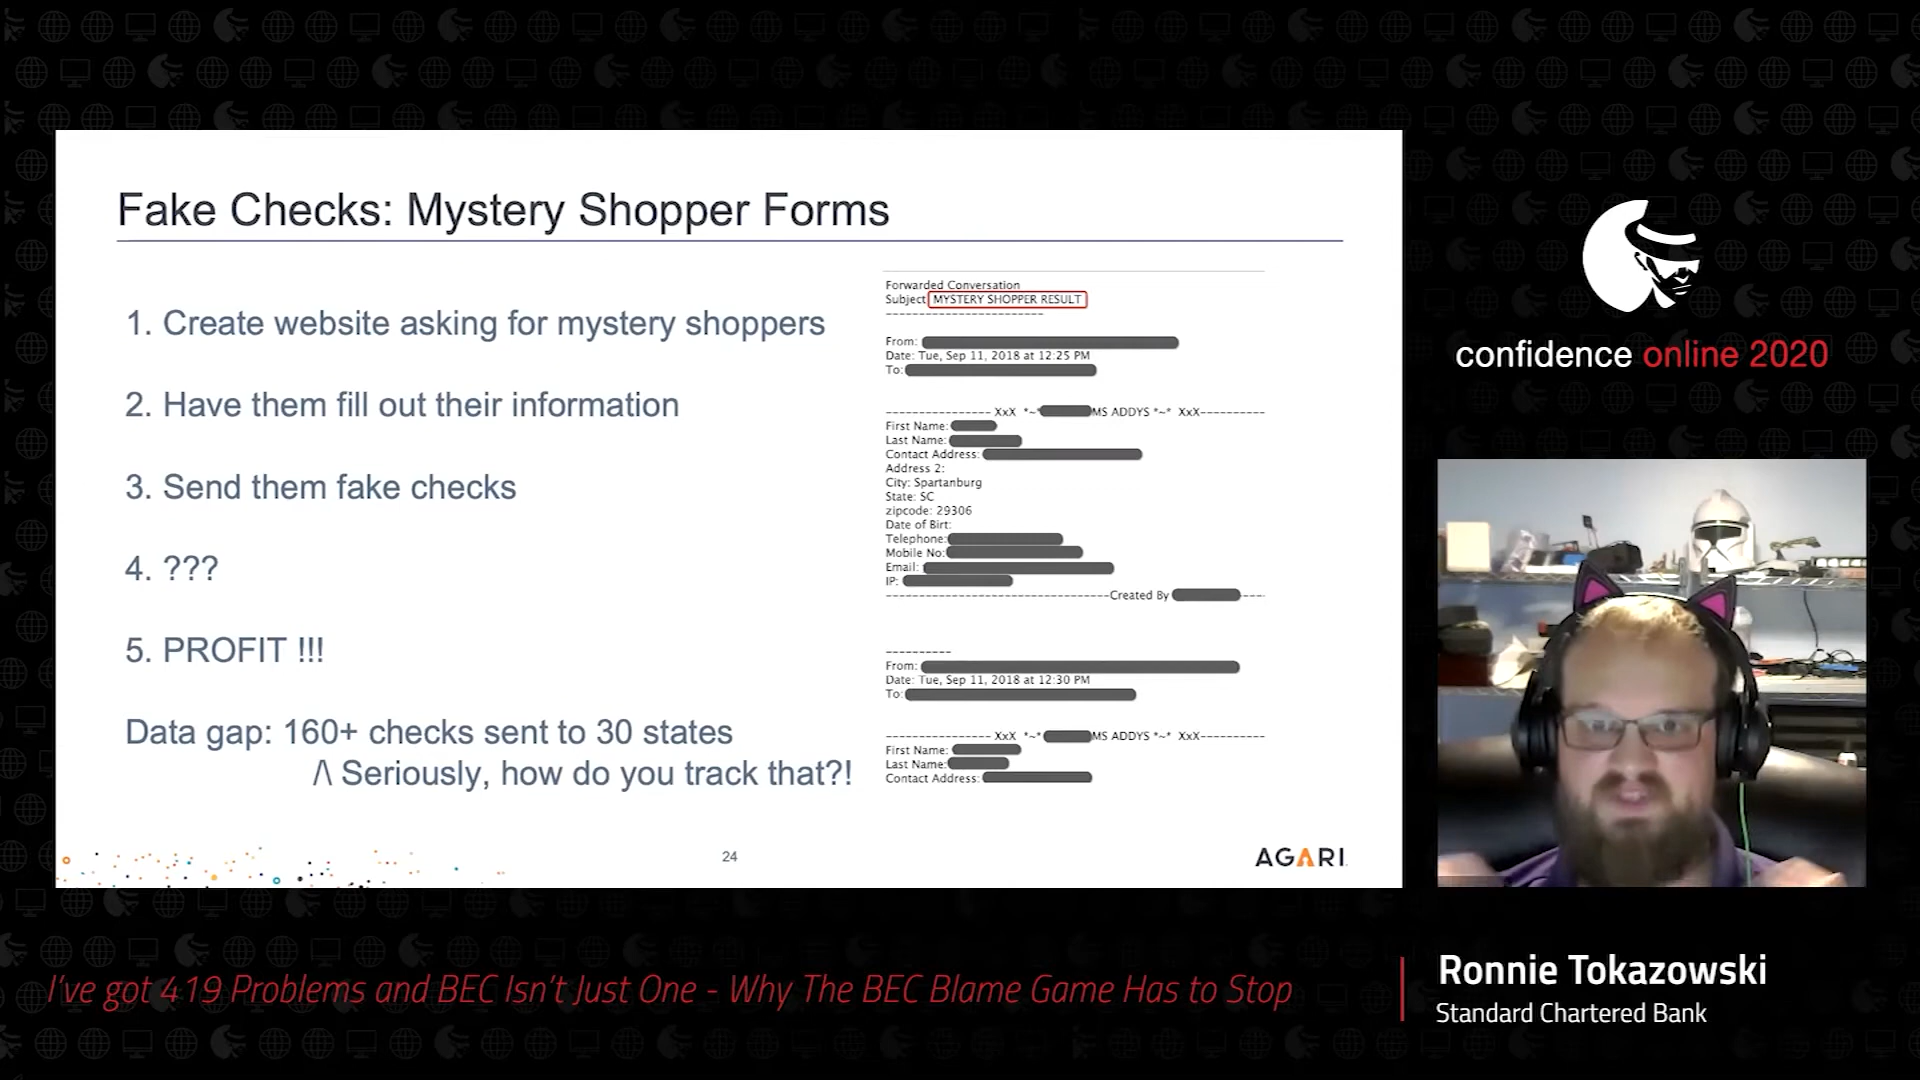 Fake Checks: Mystery Shopper Forms
1. Create website asking for mystery shoppers
2. Have them fill out their information
3. Send them fake checks
4. ???
5. PROFIT !!!
Data gap: 160+ checks sent to 30 states
/\ Seriously, how do you track that?!
Forwarded Conversation
Subject MYSTERY SHOPPER RESULT
------------------------
From:
Date: Tue, Sep 11, 2018 at 12:25 PM
To:
---------------- XxX *~* MS ADDYS *~* XxX----------
First Name:
Last Name:
Contact Address:
Address 2:
City: Spartanburg
State: SC
zipcode: 29306
Date of Birt:
Telephone:
Mobile No:
Email:
IP:
---------------------------------Created By ----
----------
From:
Date: Tue, Sep 11, 2018 at 12:30 PM
To:
---------------- XxX *~* MS ADDYS *~* XxX----------
First Name:
Last Name:
Contact Address:
24
AGARI
confidence online 2020
I've got 419 Problems and BEC Isn't Just One - Why The BEC Blame Game Has to Stop
Ronnie Tokazowski
Standard Chartered Bank